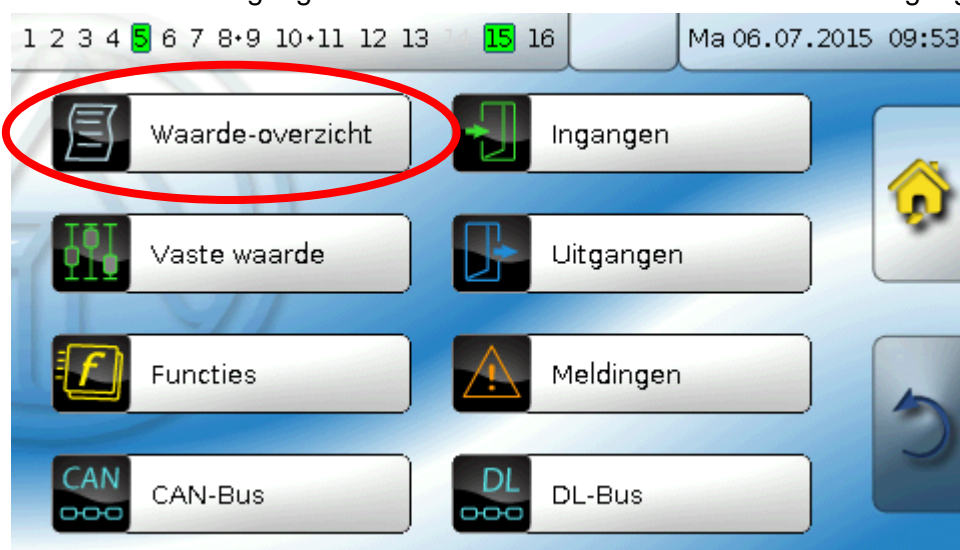 1 2 3 4 5 6 7 8•9 10•11 12 13 14 15 16 Ma 06.07.2015 09:53
Waarde-overzicht Ingangen
Vaste waarde Uitgangen
f Functies Meldingen
CAN CAN-Bus DL DL-Bus